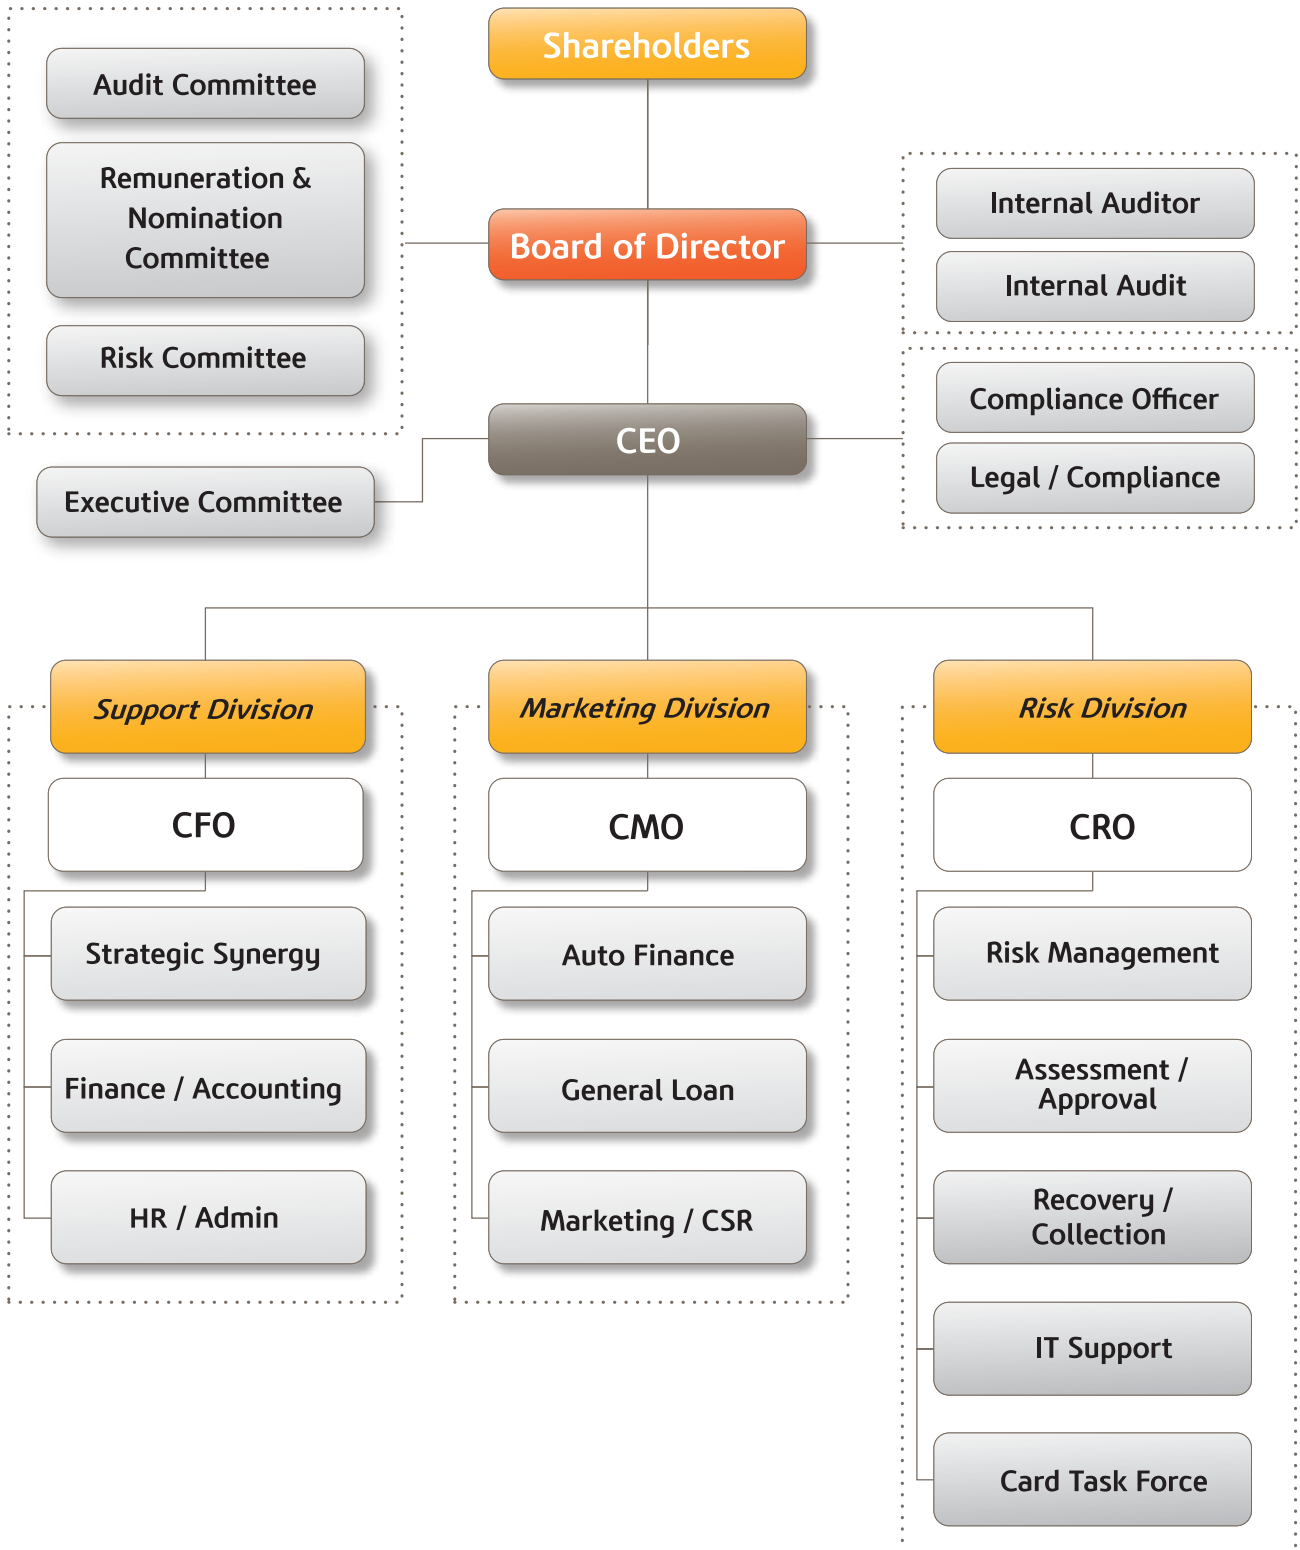 Shareholders
Audit Committee
Remuneration &
Nomination
Committee
Risk Committee
Board of Director
Internal Auditor
Internal Audit
CEO
Compliance Officer
Legal / Compliance
Executive Committee
Support Division
CFO
Strategic Synergy
Finance / Accounting
HR / Admin
Marketing Division
CMO
Auto Finance
General Loan
Marketing / CSR
Risk Division
CRO
Risk Management
Assessment /
Approval
Recovery /
Collection
IT Support
Card Task Force